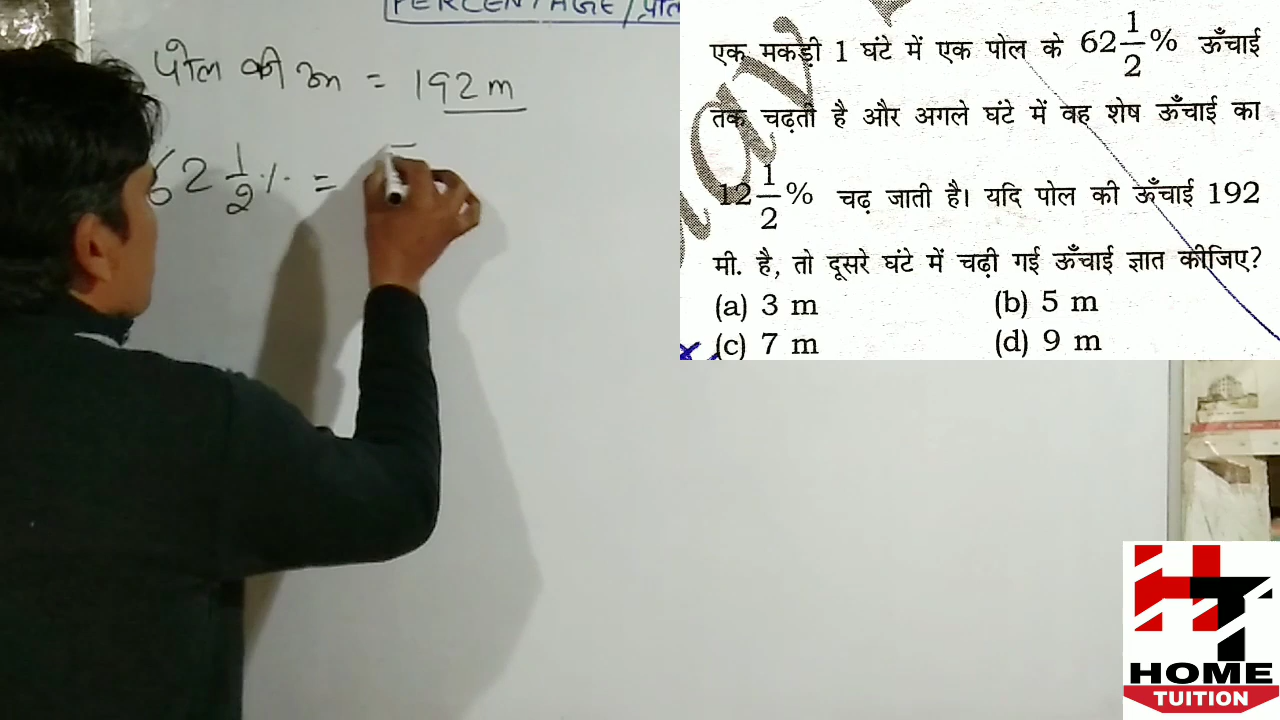 PERCENTAGE/प्रति
पोल की ऊ = 192 m
62 1/2 % =
एक मकड़ी 1 घंटे में एक पोल के 62 1/2 % ऊँचाई
तक चढ़ती है और अगले घंटे में वह शेष ऊँचाई का
12 1/2 % चढ़ जाती है। यदि पोल की ऊँचाई 192
मी. है, तो दूसरे घंटे में चढ़ी गई ऊँचाई ज्ञात कीजिए?
(a) 3 m (b) 5 m
(c) 7 m (d) 9 m
HT
HOME
TUITION